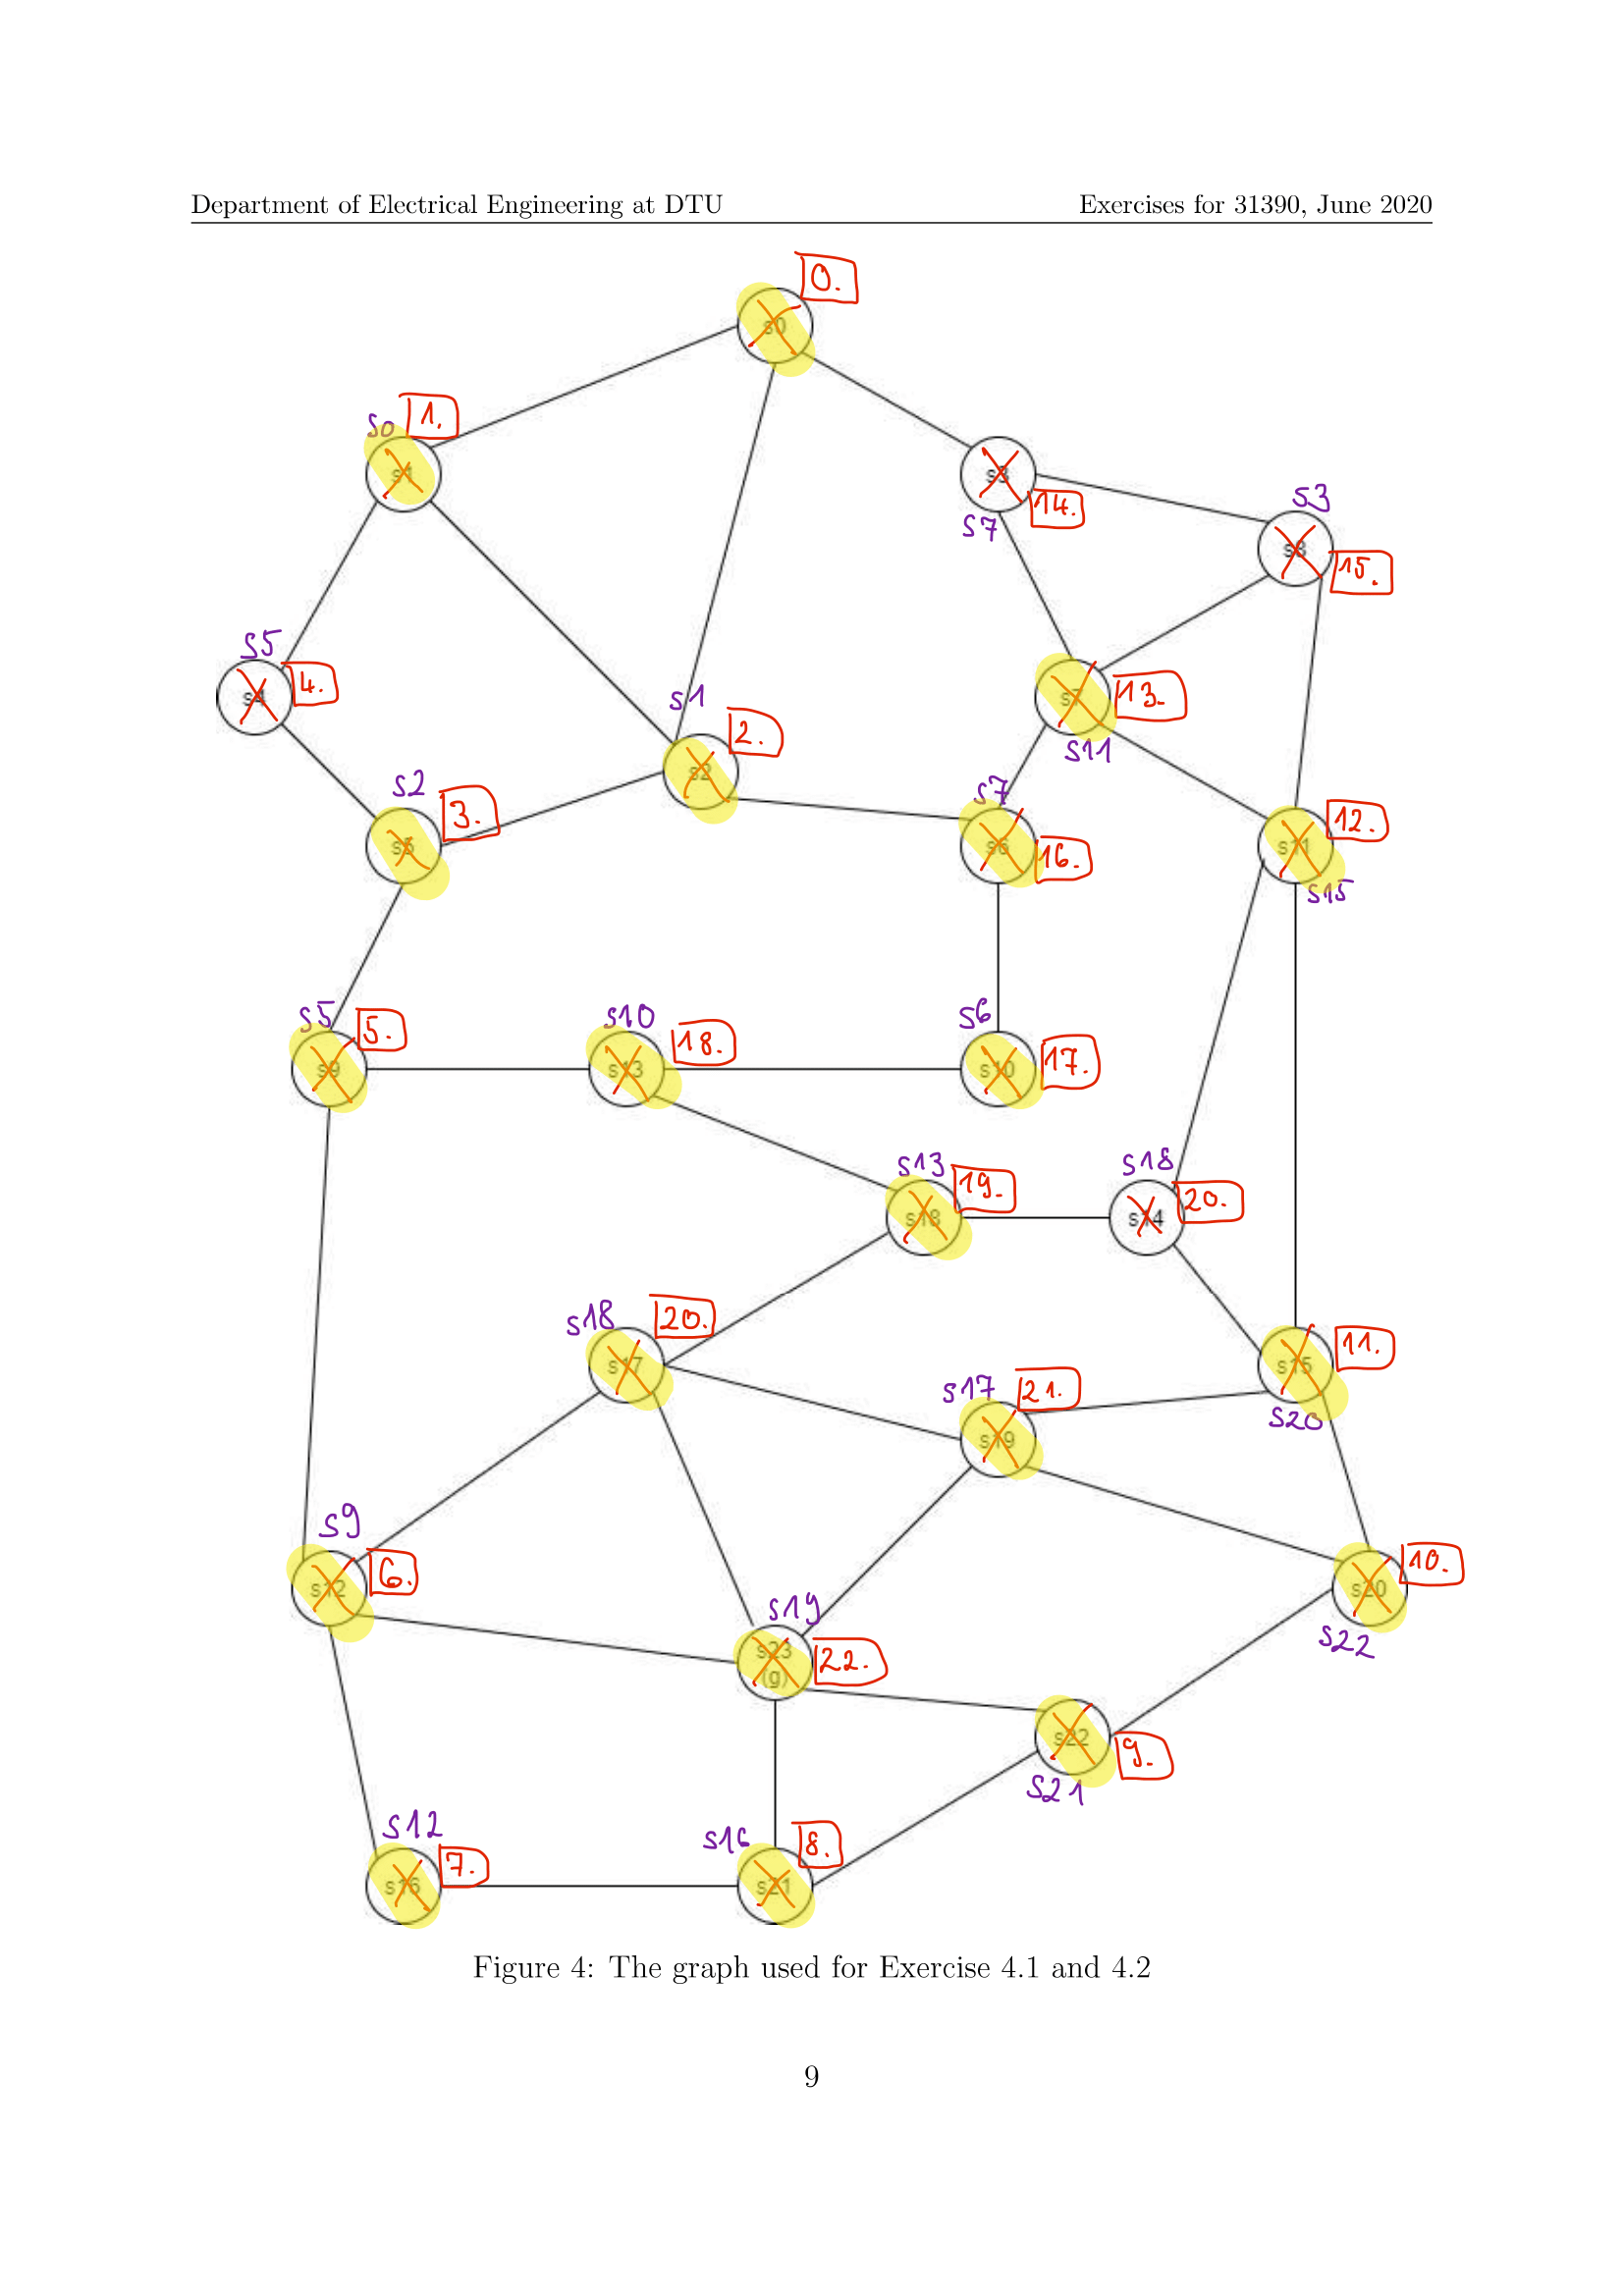 Department of Electrical Engineering at DTU
Exercises for 31390, June 2020
0.
s0
s0
1.
s1
s3
14.
s7
s3
s8
15.
s5
s4
4.
s1
2.
s2
s7
13.
s11
s2
3.
s5
s7
s6
16.
12.
s11
s15
s5
5.
s9
s10
18.
s13
s6
s10
17.
s13
19.
s18
s18
20.
s14
s18
20.
s17
11.
s15
s20
s17
21.
s19
s9
6.
s12
10.
s20
s22
s19
s23
(g)
22.
s22
9.
s21
s12
7.
s16
s16
8.
s21
Figure 4: The graph used for Exercise 4.1 and 4.2
9